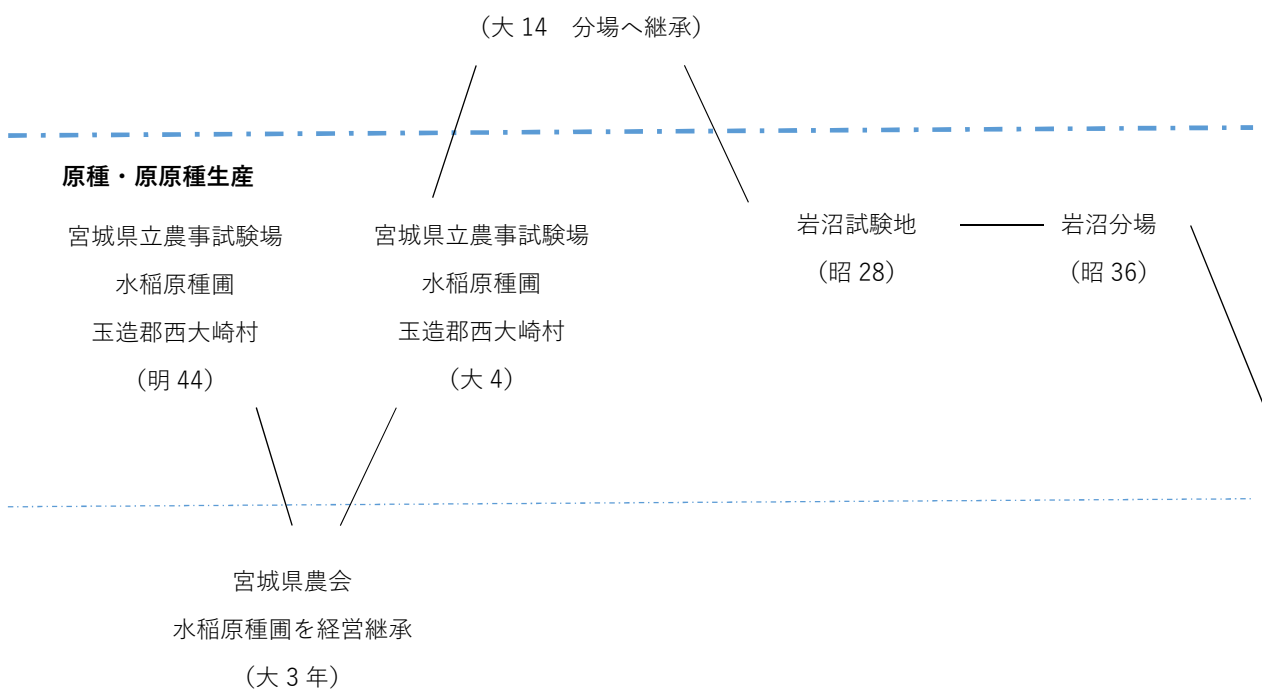 （大 14　分場へ継承）
原種・原原種生産
宮城県立農事試験場
水稲原種圃
玉造郡西大崎村
（明 44）
宮城県立農事試験場
水稲原種圃
玉造郡西大崎村
（大 4）
岩沼試験地
（昭 28）
岩沼分場
（昭 36）
宮城県農会
水稲原種圃を経営継承
（大 3 年）